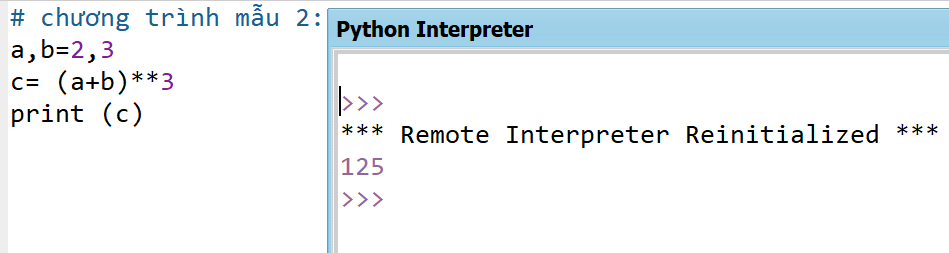 # chương trình mẫu 2:
a,b=2,3
c= (a+b)**3
print (c)
Python Interpreter
>>>
*** Remote Interpreter Reinitialized ***
125
>>>